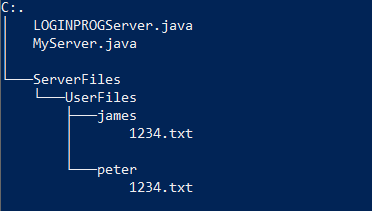 C:.
LOGINPROGServer.java
MyServer.java
ServerFiles
UserFiles
james
1234.txt
peter
1234.txt